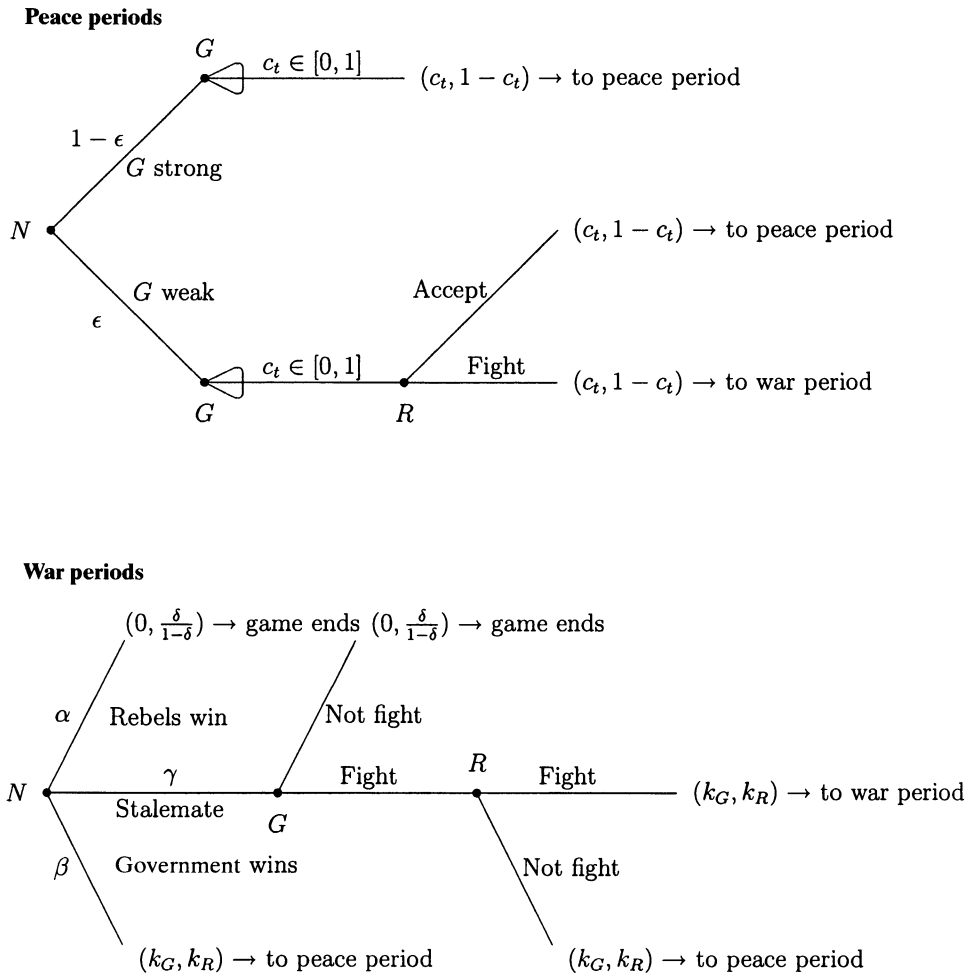 Peace periods
G
c_t ∈ [0, 1]
(c_t, 1 − c_t) → to peace period
1 − ϵ
G strong
N
(c_t, 1 − c_t) → to peace period
G weak
Accept
ϵ
c_t ∈ [0, 1]
Fight
(c_t, 1 − c_t) → to war period
G
R
War periods
(0, δ/(1−δ)) → game ends (0, δ/(1−δ)) → game ends
α
Rebels win
Not fight
R
γ
Fight
Fight
N
(k_G, k_R) → to war period
Stalemate
G
β
Government wins
Not fight
(k_G, k_R) → to peace period
(k_G, k_R) → to peace period